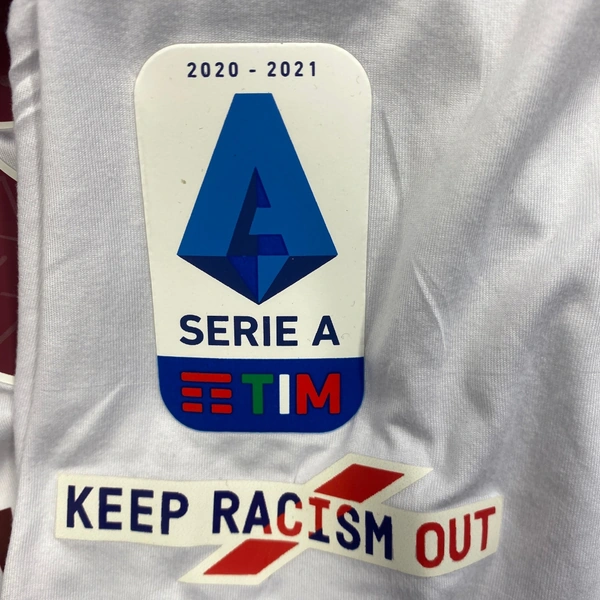 2020 - 2021
SERIE A
TIM
KEEP RACISM OUT